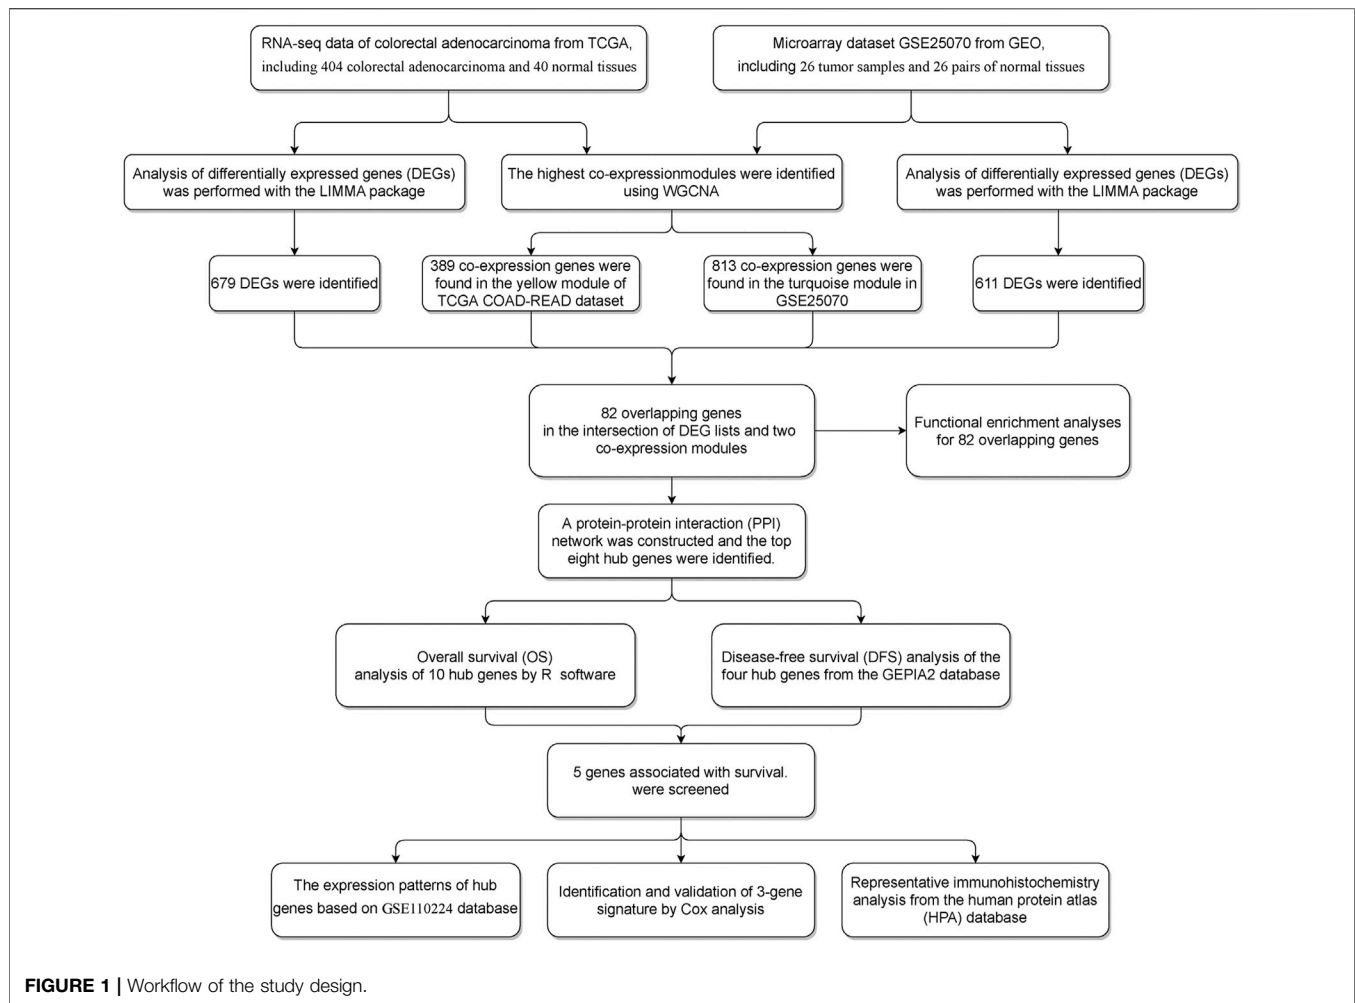 RNA-seq data of colorectal adenocarcinoma from TCGA,
including 404 colorectal adenocarcinoma and 40 normal tissues
Microarray dataset GSE25070 from GEO,
including 26 tumor samples and 26 pairs of normal tissues
Analysis of differentially expressed genes (DEGs)
was performed with the LIMMA package
The highest co-expressionmodules were identified
using WGCNA
Analysis of differentially expressed genes (DEGs)
was performed with the LIMMA package
679 DEGs were identified
389 co-expression genes were
found in the yellow module of
TCGA COAD-READ dataset
813 co-expression genes were
found in the turquoise module in
GSE25070
611 DEGs were identified
82 overlapping genes
in the intersection of DEG lists and two
co-expression modules
Functional enrichment analyses
for 82 overlapping genes
A protein-protein interaction (PPI)
network was constructed and the top
eight hub genes were identified.
Overall survival (OS)
analysis of 10 hub genes by R software
Disease-free survival (DFS) analysis of the
four hub genes from the GEPIA2 database
5 genes associated with survival.
were screened
The expression patterns of hub
genes based on GSE110224 database
Identification and validation of 3-gene
signature by Cox analysis
Representative immunohistochemistry
analysis from the human protein atlas
(HPA) database
FIGURE 1 | Workflow of the study design.